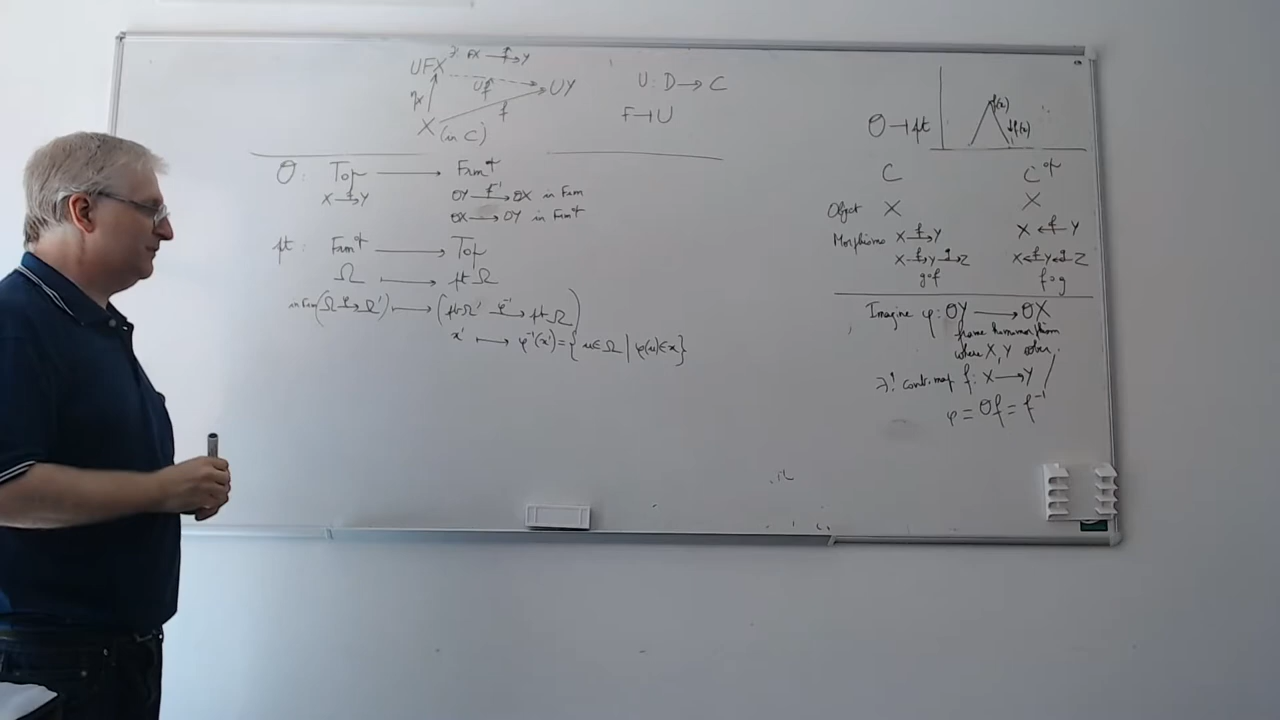 UFX ∃! FX —f̂→ Y
Uf̂ UY
ηX f
X (in C)
U : D → C
F ⊣ U
O : Top → Frm^op
X —f→ Y OY —f⁻¹→ OX in Frm
OX → OY in Frm^op
pt : Frm^op → Top
Ω ↦ pt Ω
in Frm (Ω —φ→ Ω') ↦ (pt Ω' —φ⁻¹→ pt Ω)
x' ↦ φ⁻¹(x') = { u ∈ Ω | φ(u) ∈ x }
O ⊣ pt
f(x)
↓f(x)
C C^op
Object X X
Morphisms X —f→ Y X ←f— Y
X —f→ Y —g→ Z X ←f— Y ←g— Z
g∘f f∘g
Imagine φ : OY → OX
frame homomorphism
where X, Y sober.
∃! cont. map f : X → Y /
φ = Of = f⁻¹